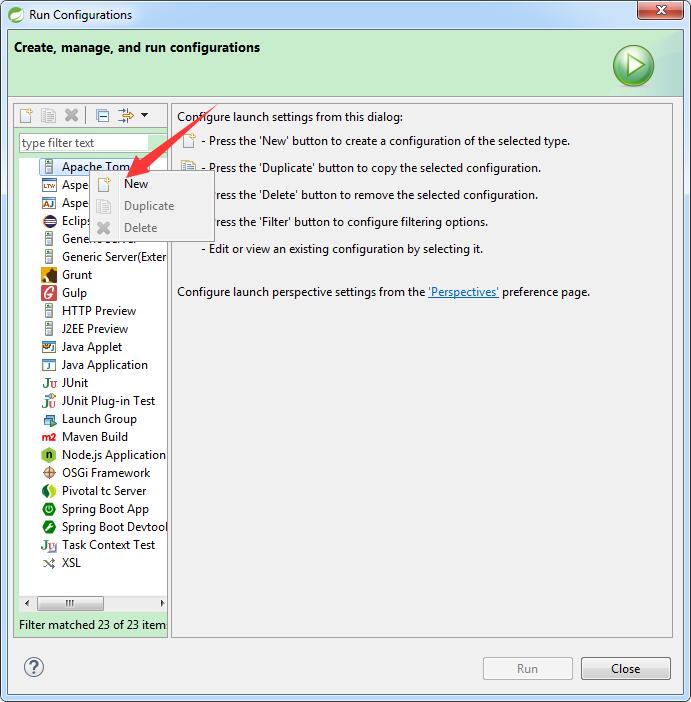 Run Configurations
Create, manage, and run configurations
type filter text
Apache Tom
New
Duplicate
Delete
Aspe
Aspe
Eclips
Generic Server(Exter
Grunt
Gulp
HTTP Preview
J2EE Preview
Java Applet
Java Application
JUnit
JUnit Plug-in Test
Launch Group
Maven Build
Node.js Application
OSGi Framework
Pivotal tc Server
Spring Boot App
Spring Boot Devtool
Task Context Test
XSL
Filter matched 23 of 23 item
Configure launch settings from this dialog:
- Press the 'New' button to create a configuration of the selected type.
- Press the 'Duplicate' button to copy the selected configuration.
Press the 'Delete' button to remove the selected configuration.
Press the 'Filter' button to configure filtering options.
- Edit or view an existing configuration by selecting it.
Configure launch perspective settings from the 'Perspectives' preference page.
Run
Close